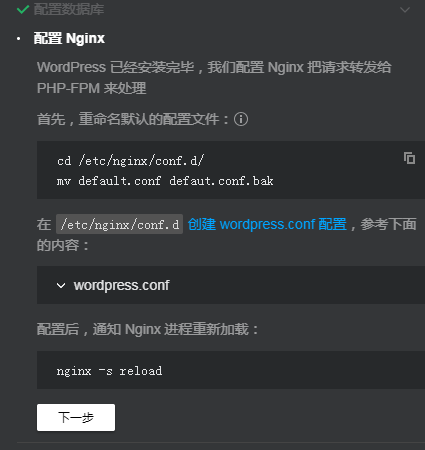 配置数据库
配置 Nginx
WordPress 已经安装完毕，我们配置 Nginx 把请求转发给
PHP-FPM 来处理
首先，重命名默认的配置文件：
cd /etc/nginx/conf.d/
mv default.conf defaut.conf.bak
在 /etc/nginx/conf.d 创建 wordpress.conf 配置，参考下面
的内容：
wordpress.conf
配置后，通知 Nginx 进程重新加载：
nginx -s reload
下一步